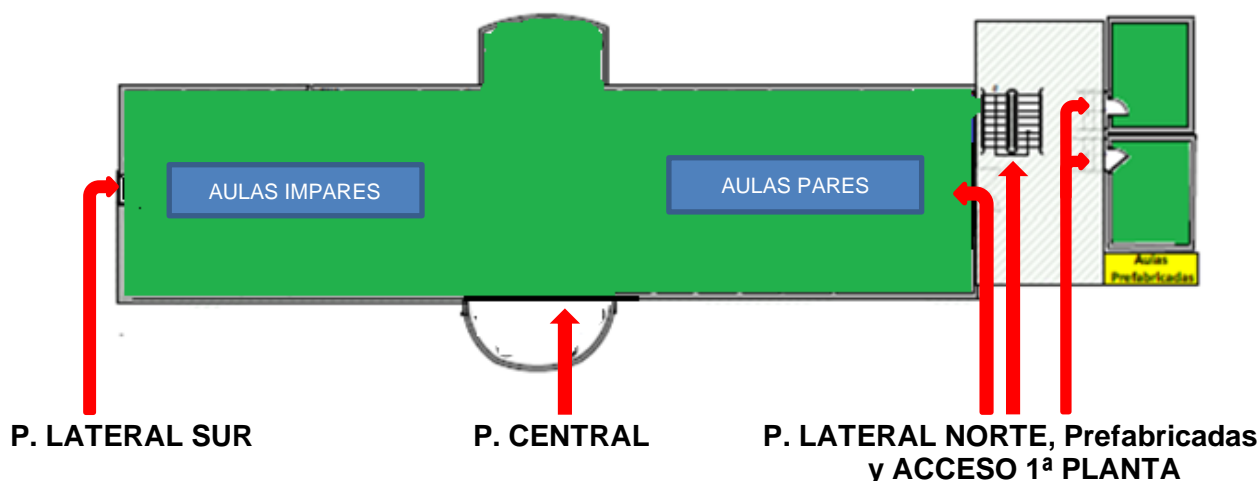 AULAS IMPARES
AULAS PARES
Aulas
Prefabricadas
P. LATERAL SUR
P. CENTRAL
P. LATERAL NORTE, Prefabricadas
y ACCESO 1ª PLANTA